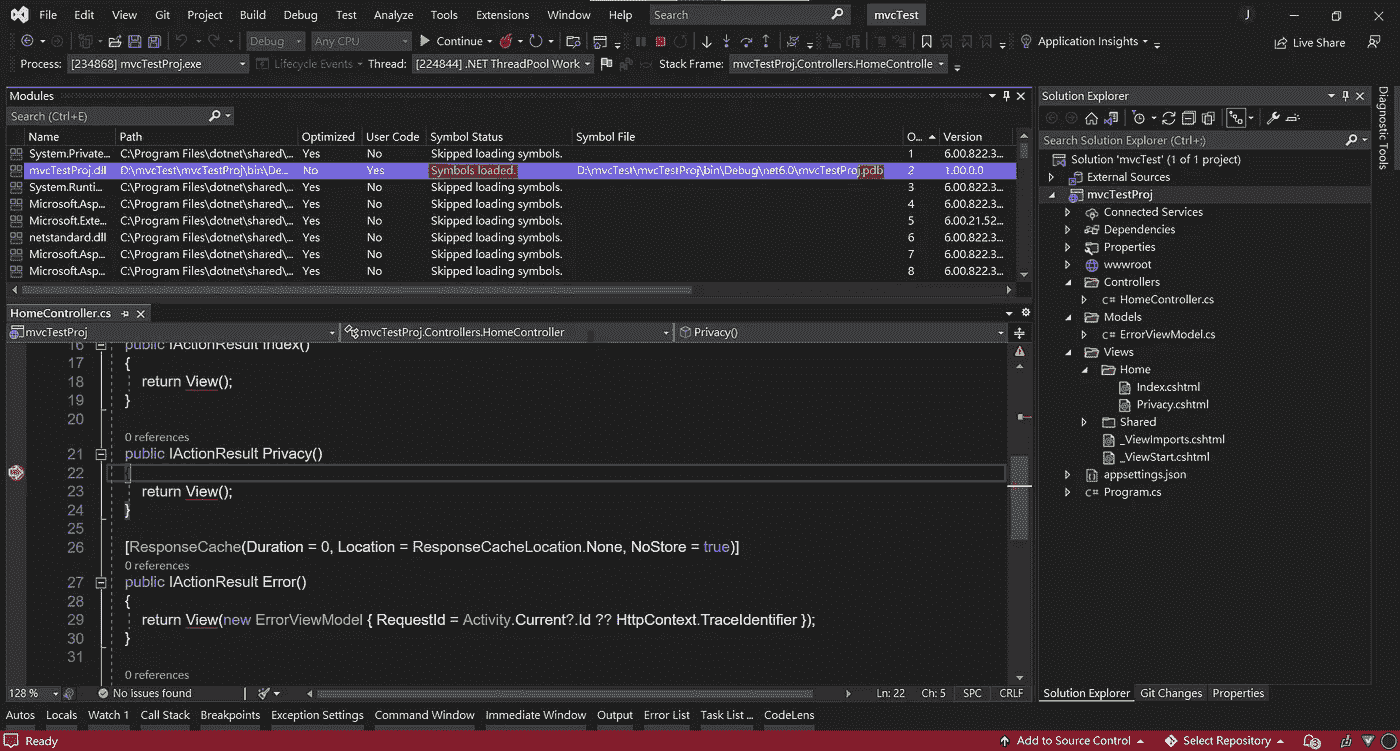 File Edit View Git Project Build Debug Test Analyze Tools Extensions Window Help Search mvcTest J
Debug Any CPU Continue Application Insights Live Share
Process: [234868] mvcTestProj.exe Lifecycle Events Thread: [224844] .NET ThreadPool Work Stack Frame: mvcTestProj.Controllers.HomeControlle
Modules
Search (Ctrl+E)
Name Path Optimized User Code Symbol Status Symbol File O... Version
System.Private... C:\Program Files\dotnet\shared\... Yes No Skipped loading symbols. 1 6.00.822.3...
mvcTestProj.dll D:\mvcTest\mvcTestProj\bin\De... No Yes Symbols loaded. D:\mvcTest\mvcTestProj\bin\Debug\net6.0\mvcTestProj.pdb 2 1.00.0.0
System.Runti... C:\Program Files\dotnet\shared\... Yes No Skipped loading symbols. 3 6.00.822.3...
Microsoft.Asp... C:\Program Files\dotnet\shared\... Yes No Skipped loading symbols. 4 6.00.822.3...
Microsoft.Exte... C:\Program Files\dotnet\shared\... Yes No Skipped loading symbols. 5 6.00.21.52...
netstandard.dll C:\Program Files\dotnet\shared\... Yes No Skipped loading symbols. 6 6.00.822.3...
Microsoft.Asp... C:\Program Files\dotnet\shared\... Yes No Skipped loading symbols. 7 6.00.822.3...
Microsoft.Asp... C:\Program Files\dotnet\shared\... Yes No Skipped loading symbols. 8 6.00.822.3...
HomeController.cs
mvcTestProj mvcTestProj.Controllers.HomeController Privacy()
16 public IActionResult Index()
17 {
18 return View();
19 }
20
0 references
21 public IActionResult Privacy()
22 {
23 return View();
24 }
25
26 [ResponseCache(Duration = 0, Location = ResponseCacheLocation.None, NoStore = true)]
0 references
27 public IActionResult Error()
28 {
29 return View(new ErrorViewModel { RequestId = Activity.Current?.Id ?? HttpContext.TraceIdentifier });
30 }
31
0 references
128 % No issues found Ln: 22 Ch: 5 SPC CRLF
Solution Explorer
Search Solution Explorer (Ctrl+;)
Solution 'mvcTest' (1 of 1 project)
External Sources
mvcTestProj
Connected Services
Dependencies
Properties
wwwroot
Controllers
C# HomeController.cs
Models
C# ErrorViewModel.cs
Views
Home
Index.cshtml
Privacy.cshtml
Shared
_ViewImports.cshtml
_ViewStart.cshtml
appsettings.json
C# Program.cs
Solution Explorer Git Changes Properties
Diagnostic Tools
Autos Locals Watch 1 Call Stack Breakpoints Exception Settings Command Window Immediate Window Output Error List Task List ... CodeLens
Ready Add to Source Control Select Repository